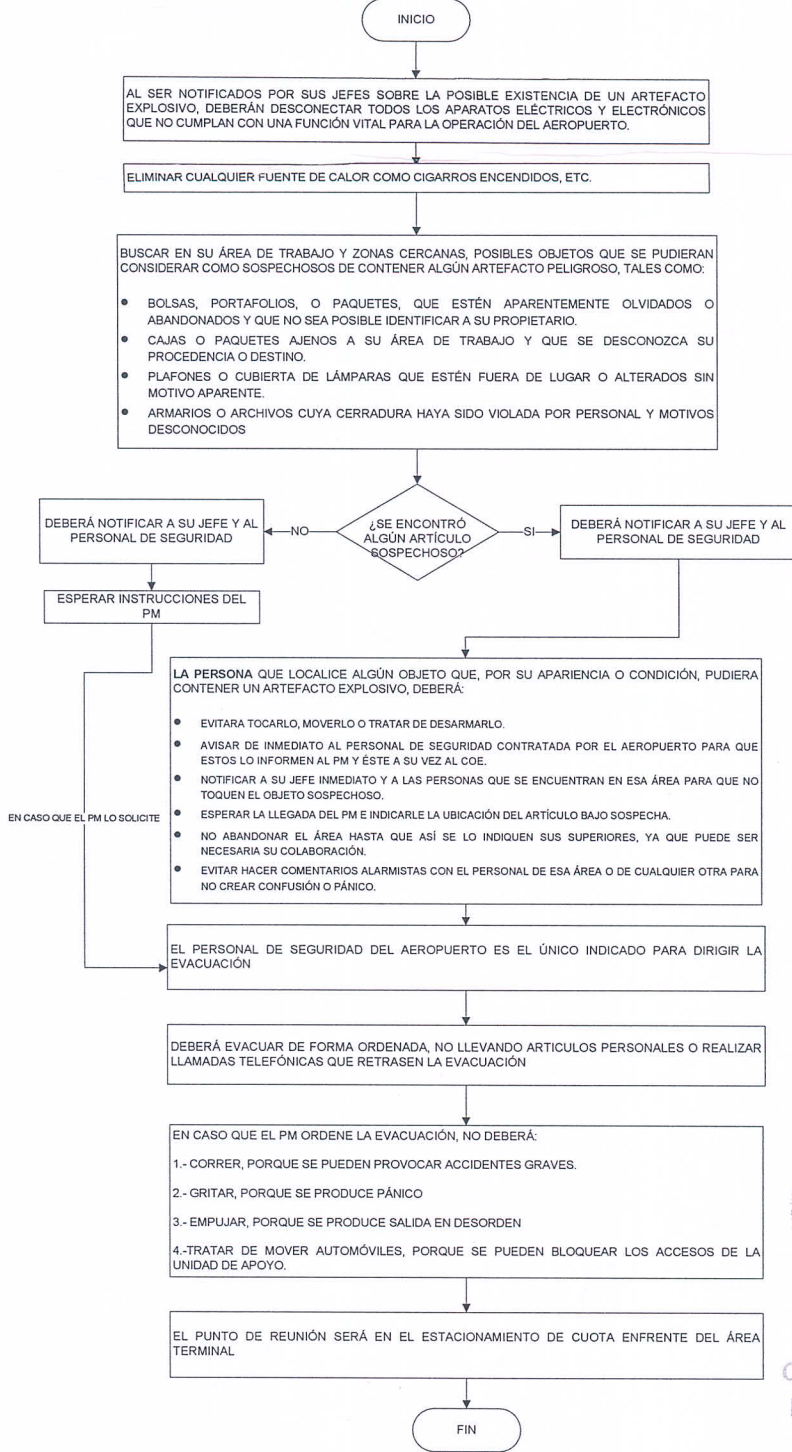 INICIO
AL SER NOTIFICADOS POR SUS JEFES SOBRE LA POSIBLE EXISTENCIA DE UN ARTEFACTO
EXPLOSIVO, DEBERÁN DESCONECTAR TODOS LOS APARATOS ELÉCTRICOS Y ELECTRÓNICOS
QUE NO CUMPLAN CON UNA FUNCIÓN VITAL PARA LA OPERACIÓN DEL AEROPUERTO.
ELIMINAR CUALQUIER FUENTE DE CALOR COMO CIGARROS ENCENDIDOS, ETC.
BUSCAR EN SU ÁREA DE TRABAJO Y ZONAS CERCANAS, POSIBLES OBJETOS QUE SE PUDIERAN
CONSIDERAR COMO SOSPECHOSOS DE CONTENER ALGÚN ARTEFACTO PELIGROSO, TALES COMO:
● BOLSAS, PORTAFOLIOS, O PAQUETES, QUE ESTÉN APARENTEMENTE OLVIDADOS O
ABANDONADOS Y QUE NO SEA POSIBLE IDENTIFICAR A SU PROPIETARIO.
● CAJAS O PAQUETES AJENOS A SU ÁREA DE TRABAJO Y QUE SE DESCONOZCA SU
PROCEDENCIA O DESTINO.
● PLAFONES O CUBIERTA DE LÁMPARAS QUE ESTÉN FUERA DE LUGAR O ALTERADOS SIN
MOTIVO APARENTE.
● ARMARIOS O ARCHIVOS CUYA CERRADURA HAYA SIDO VIOLADA POR PERSONAL Y MOTIVOS
DESCONOCIDOS
DEBERÁ NOTIFICAR A SU JEFE Y AL
PERSONAL DE SEGURIDAD
NO
¿SE ENCONTRÓ
ALGÚN ARTÍCULO
SOSPECHOSO?
SI
DEBERÁ NOTIFICAR A SU JEFE Y AL
PERSONAL DE SEGURIDAD
ESPERAR INSTRUCCIONES DEL
PM
LA PERSONA QUE LOCALICE ALGÚN OBJETO QUE, POR SU APARIENCIA O CONDICIÓN, PUDIERA
CONTENER UN ARTEFACTO EXPLOSIVO, DEBERÁ:
● EVITARA TOCARLO, MOVERLO O TRATAR DE DESARMARLO.
● AVISAR DE INMEDIATO AL PERSONAL DE SEGURIDAD CONTRATADA POR EL AEROPUERTO PARA QUE
ESTOS LO INFORMEN AL PM Y ÉSTE A SU VEZ AL COE.
● NOTIFICAR A SU JEFE INMEDIATO Y A LAS PERSONAS QUE SE ENCUENTRAN EN ESA ÁREA PARA QUE NO
TOQUEN EL OBJETO SOSPECHOSO.
● ESPERAR LA LLEGADA DEL PM E INDICARLE LA UBICACIÓN DEL ARTÍCULO BAJO SOSPECHA.
● NO ABANDONAR EL ÁREA HASTA QUE ASÍ SE LO INDIQUEN SUS SUPERIORES, YA QUE PUEDE SER
NECESARIA SU COLABORACIÓN.
● EVITAR HACER COMENTARIOS ALARMISTAS CON EL PERSONAL DE ESA ÁREA O DE CUALQUIER OTRA PARA
NO CREAR CONFUSIÓN O PÁNICO.
EN CASO QUE EL PM LO SOLICITE
EL PERSONAL DE SEGURIDAD DEL AEROPUERTO ES EL ÚNICO INDICADO PARA DIRIGIR LA
EVACUACIÓN
DEBERÁ EVACUAR DE FORMA ORDENADA, NO LLEVANDO ARTICULOS PERSONALES O REALIZAR
LLAMADAS TELEFÓNICAS QUE RETRASEN LA EVACUACIÓN
EN CASO QUE EL PM ORDENE LA EVACUACIÓN, NO DEBERÁ:
1.- CORRER, PORQUE SE PUEDEN PROVOCAR ACCIDENTES GRAVES.
2.- GRITAR, PORQUE SE PRODUCE PÁNICO
3.- EMPUJAR, PORQUE SE PRODUCE SALIDA EN DESORDEN
4.-TRATAR DE MOVER AUTOMÓVILES, PORQUE SE PUEDEN BLOQUEAR LOS ACCESOS DE LA
UNIDAD DE APOYO.
EL PUNTO DE REUNIÓN SERÁ EN EL ESTACIONAMIENTO DE CUOTA ENFRENTE DEL ÁREA
TERMINAL
FIN